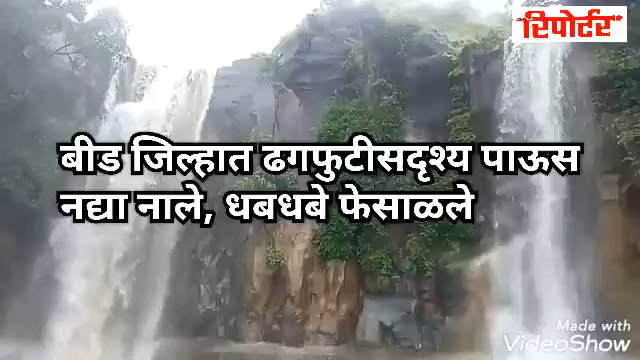 रिपोर्टर
बीड जिल्हात ढगफुटीसदृश्य पाऊस
नद्या नाले, धबधबे फेसाळले
Made with
VideoShow